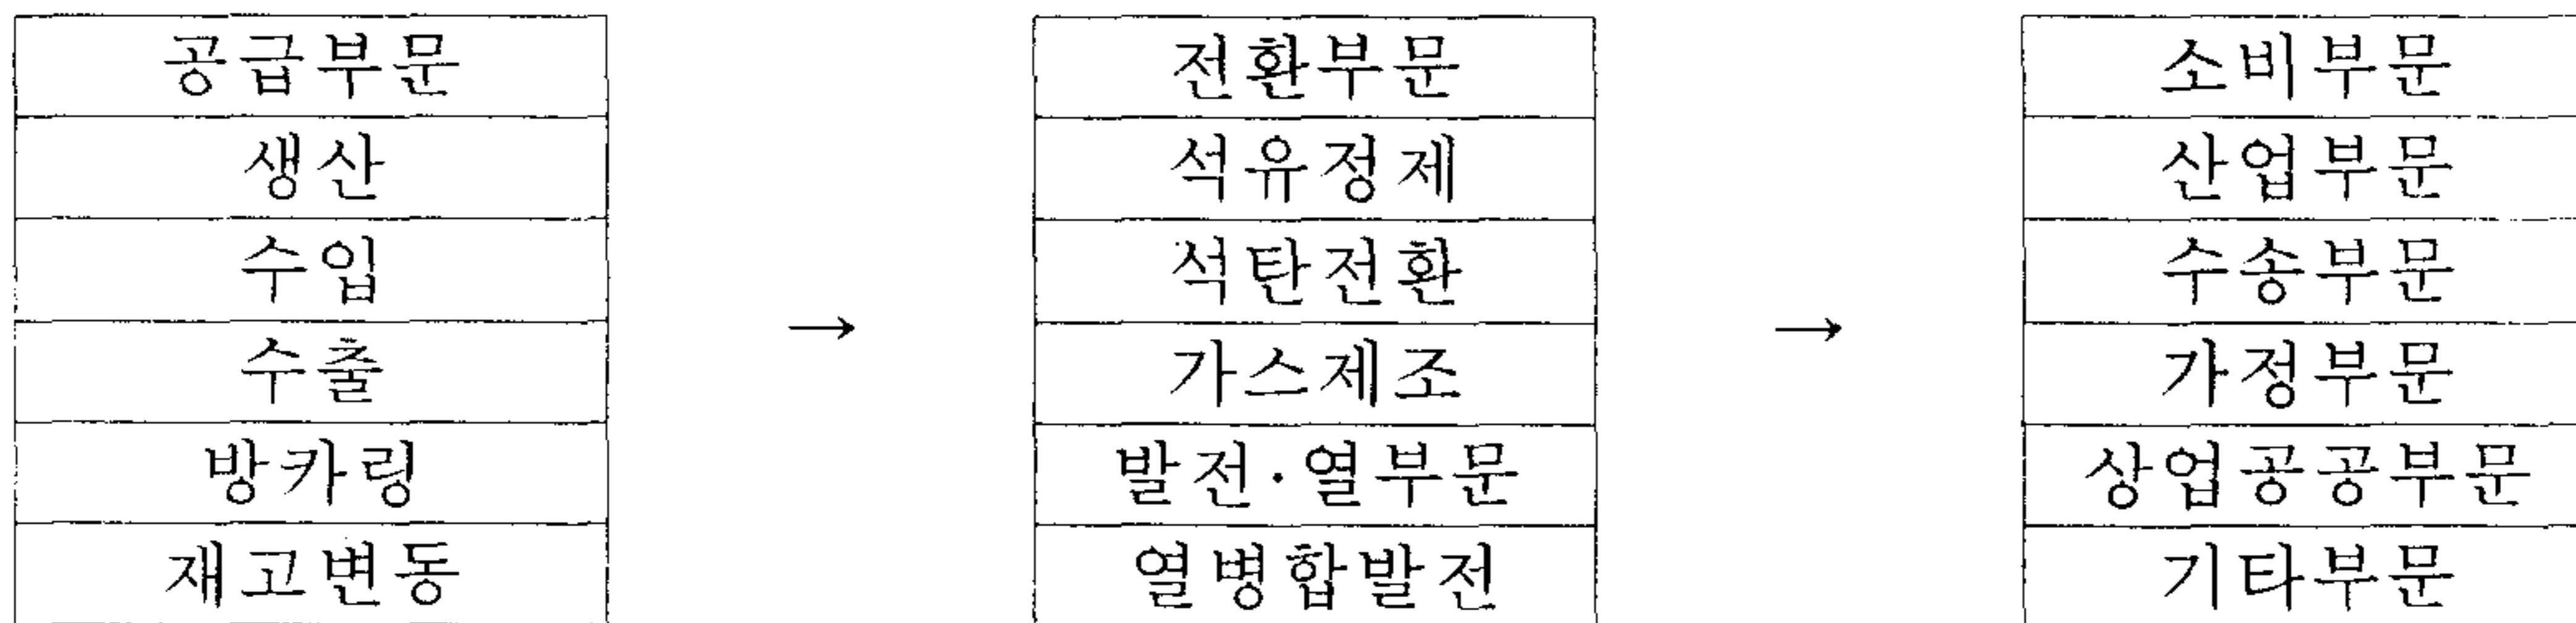 공급부문
생산
수입
수출
방카링
재고변동
→
전환부문
석유정제
석탄전환
가스제조
발전·열부문
열병합발전
→
소비부문
산업부문
수송부문
가정부문
상업공공부문
기타부문